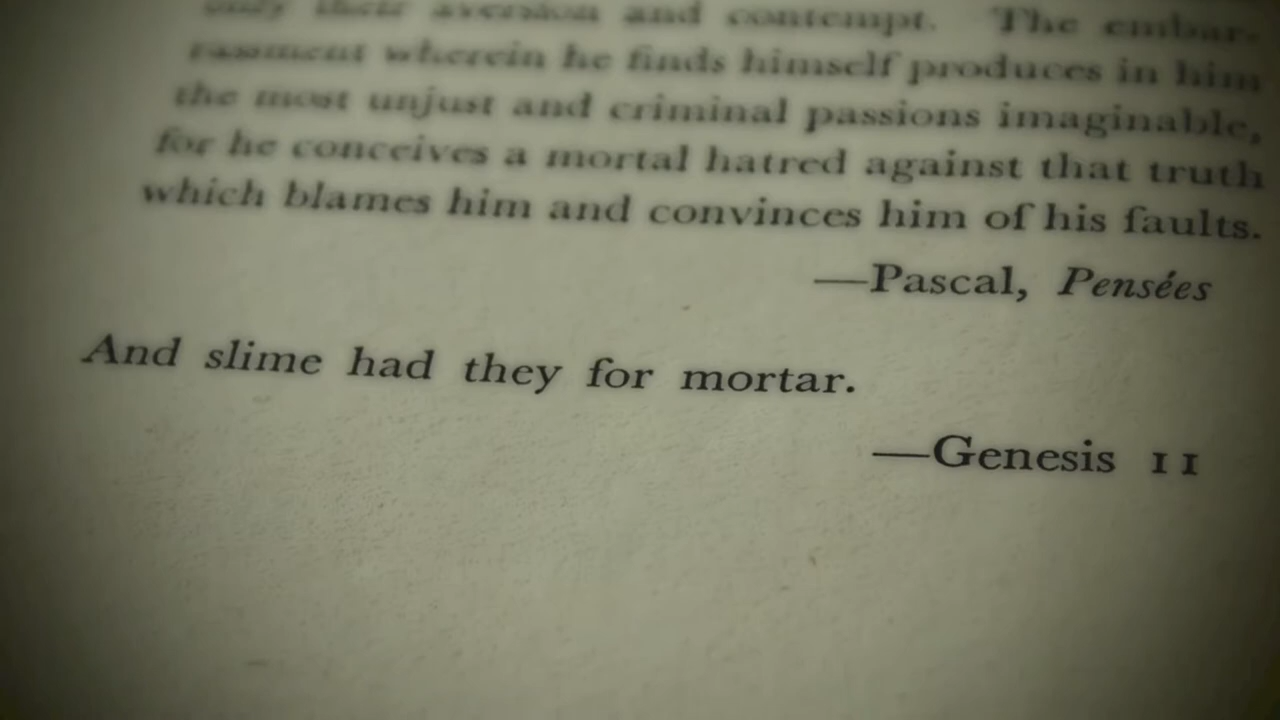 only their aversion and contempt. The embar-
rassment wherein he finds himself produces in him
the most unjust and criminal passions imaginable,
for he conceives a mortal hatred against that truth
which blames him and convinces him of his faults.
—Pascal, Pensées
And slime had they for mortar.
—Genesis 11